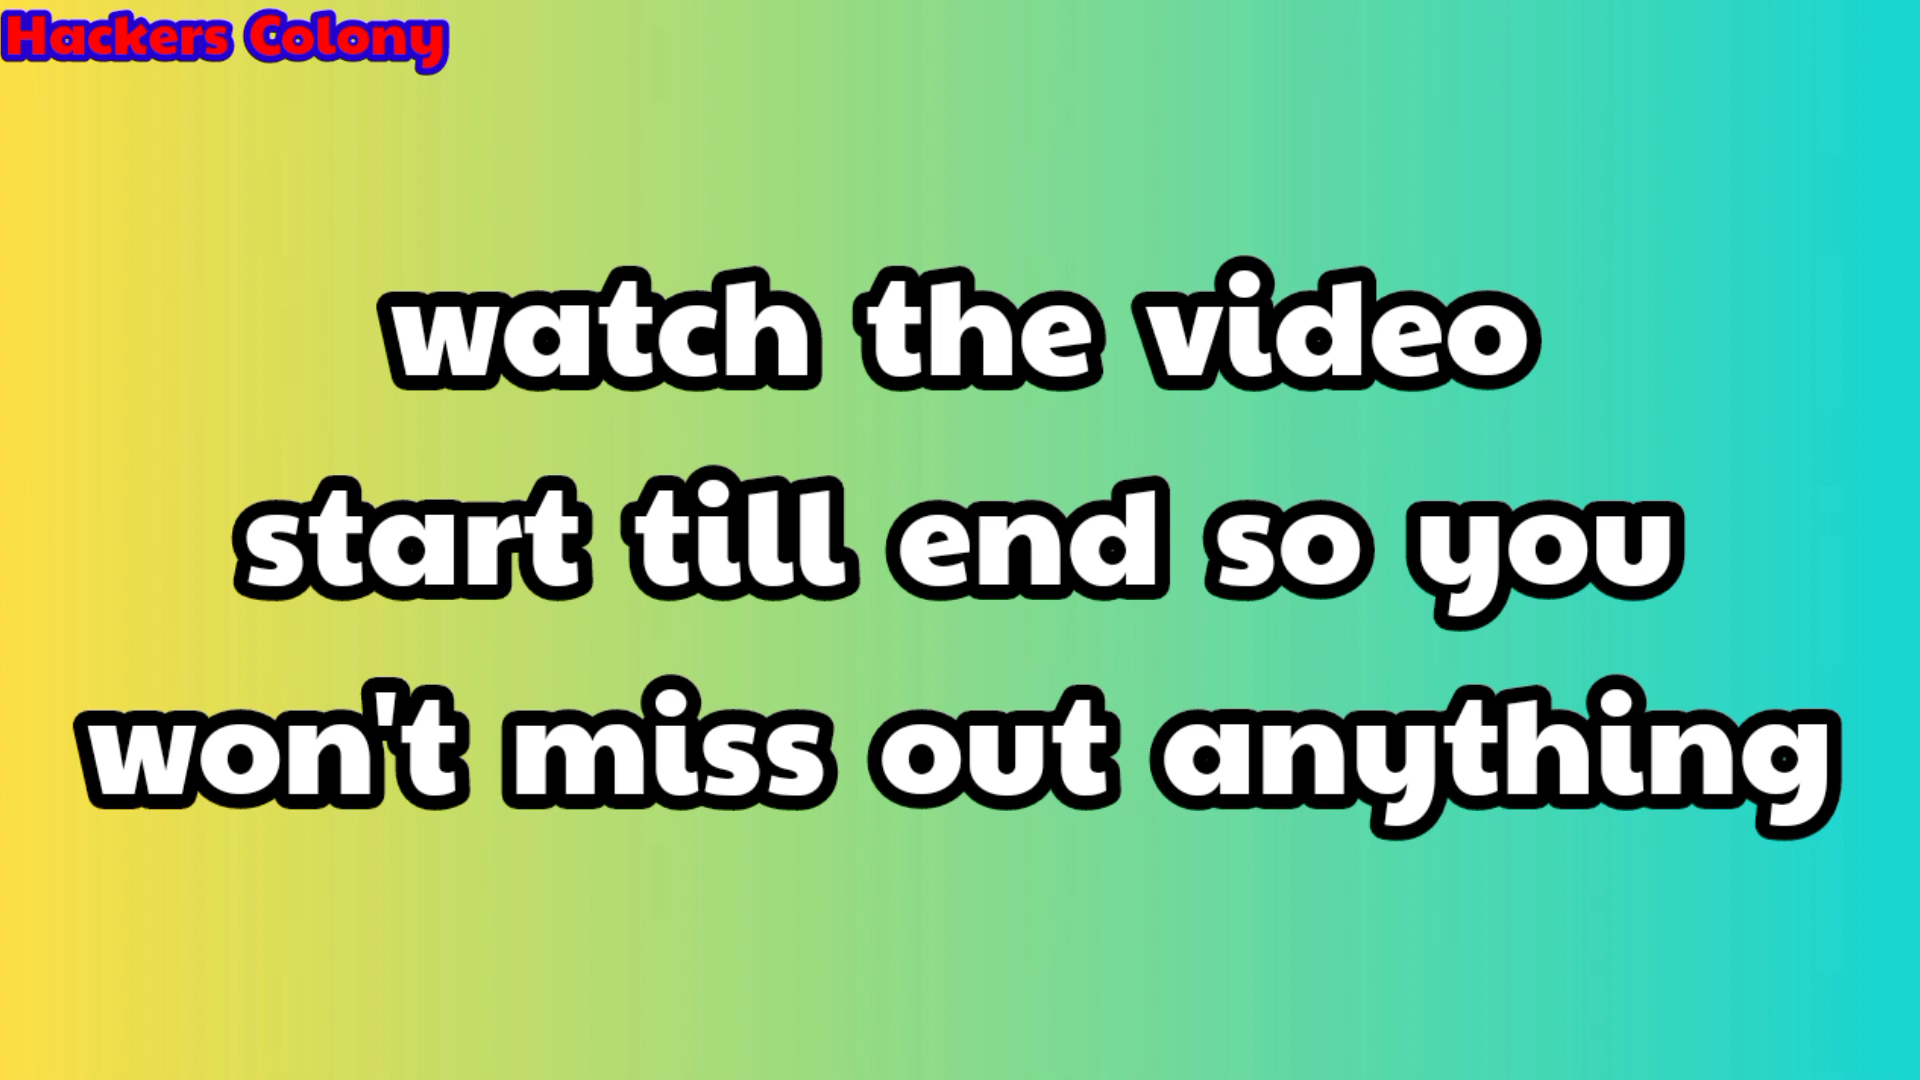 Hackers Colony
watch the video
start till end so you
won't miss out anything